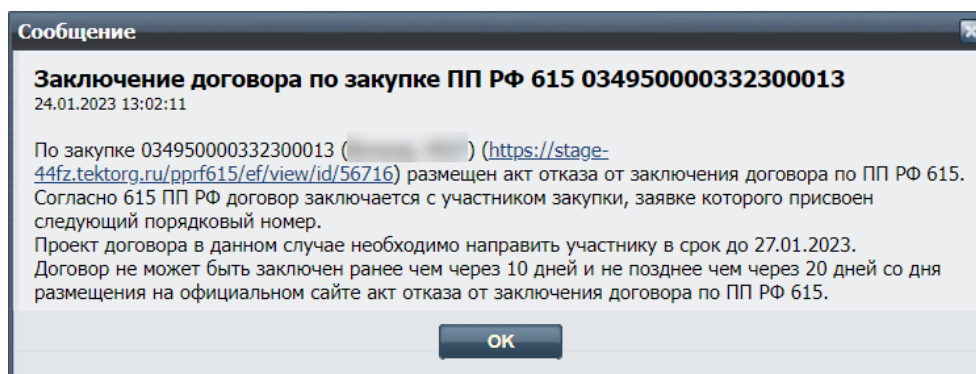 Сообщение
Заключение договора по закупке ПП РФ 615 034950000332300013
24.01.2023 13:02:11
По закупке 034950000332300013 ( ) (https://stage-
44fz.tektorg.ru/pprf615/ef/view/id/56716) размещен акт отказа от заключения договора по ПП РФ 615.
Согласно 615 ПП РФ договор заключается с участником закупки, заявке которого присвоен
следующий порядковый номер.
Проект договора в данном случае необходимо направить участнику в срок до 27.01.2023.
Договор не может быть заключен ранее чем через 10 дней и не позднее чем через 20 дней со дня
размещения на официальном сайте акт отказа от заключения договора по ПП РФ 615.
ОК